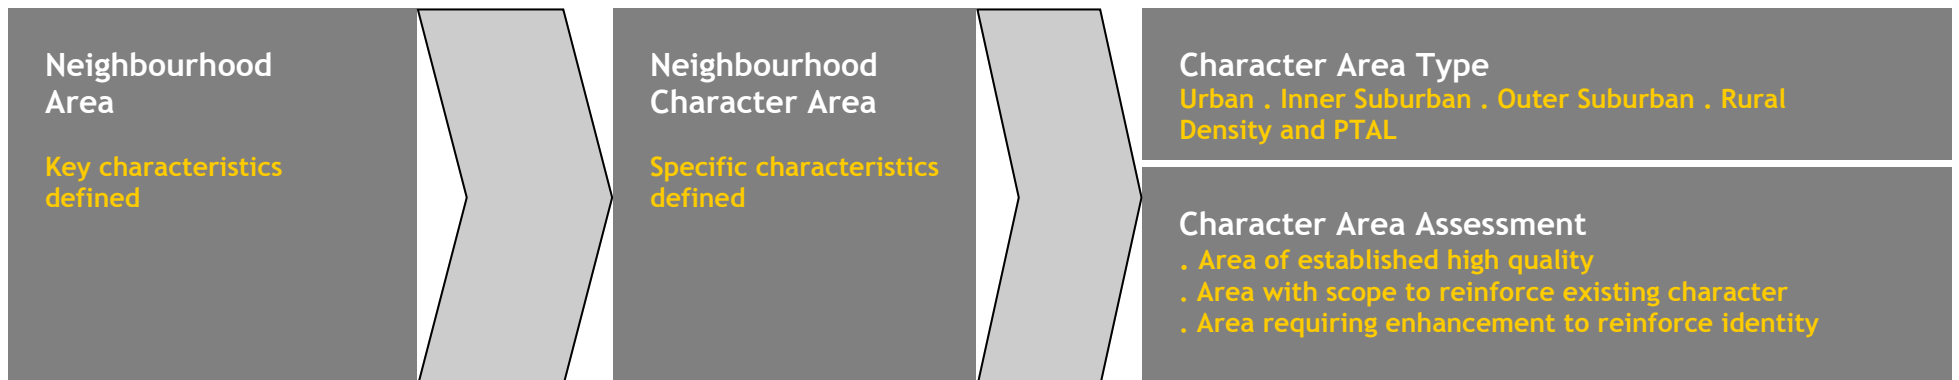 Neighbourhood
Area
Key characteristics
defined
Neighbourhood
Character Area
Specific characteristics
defined
Character Area Type
Urban . Inner Suburban . Outer Suburban . Rural
Density and PTAL
Character Area Assessment
. Area of established high quality
. Area with scope to reinforce existing character
. Area requiring enhancement to reinforce identity